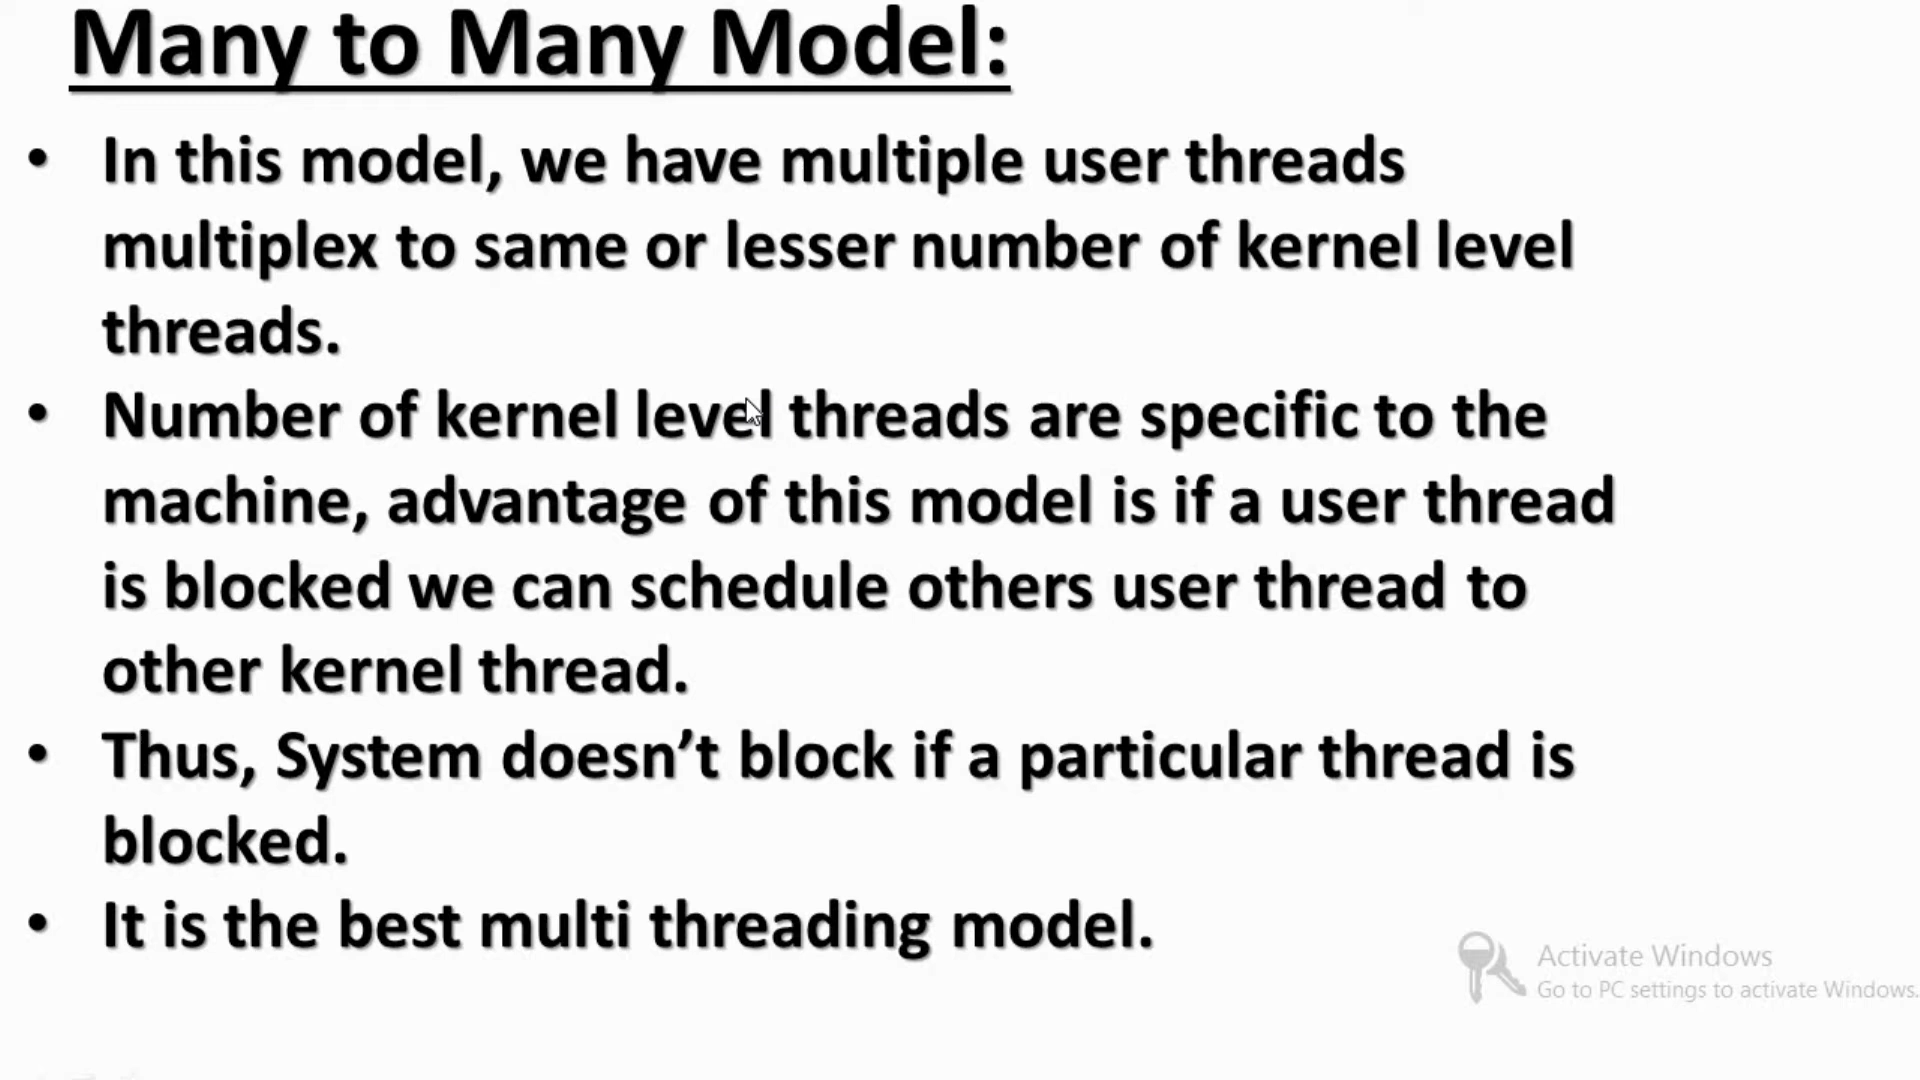 Many to Many Model:
• In this model, we have multiple user threads
multiplex to same or lesser number of kernel level
threads.
• Number of kernel level threads are specific to the
machine, advantage of this model is if a user thread
is blocked we can schedule others user thread to
other kernel thread.
• Thus, System doesn’t block if a particular thread is
blocked.
• It is the best multi threading model.
Activate Windows
Go to PC settings to activate Windows.